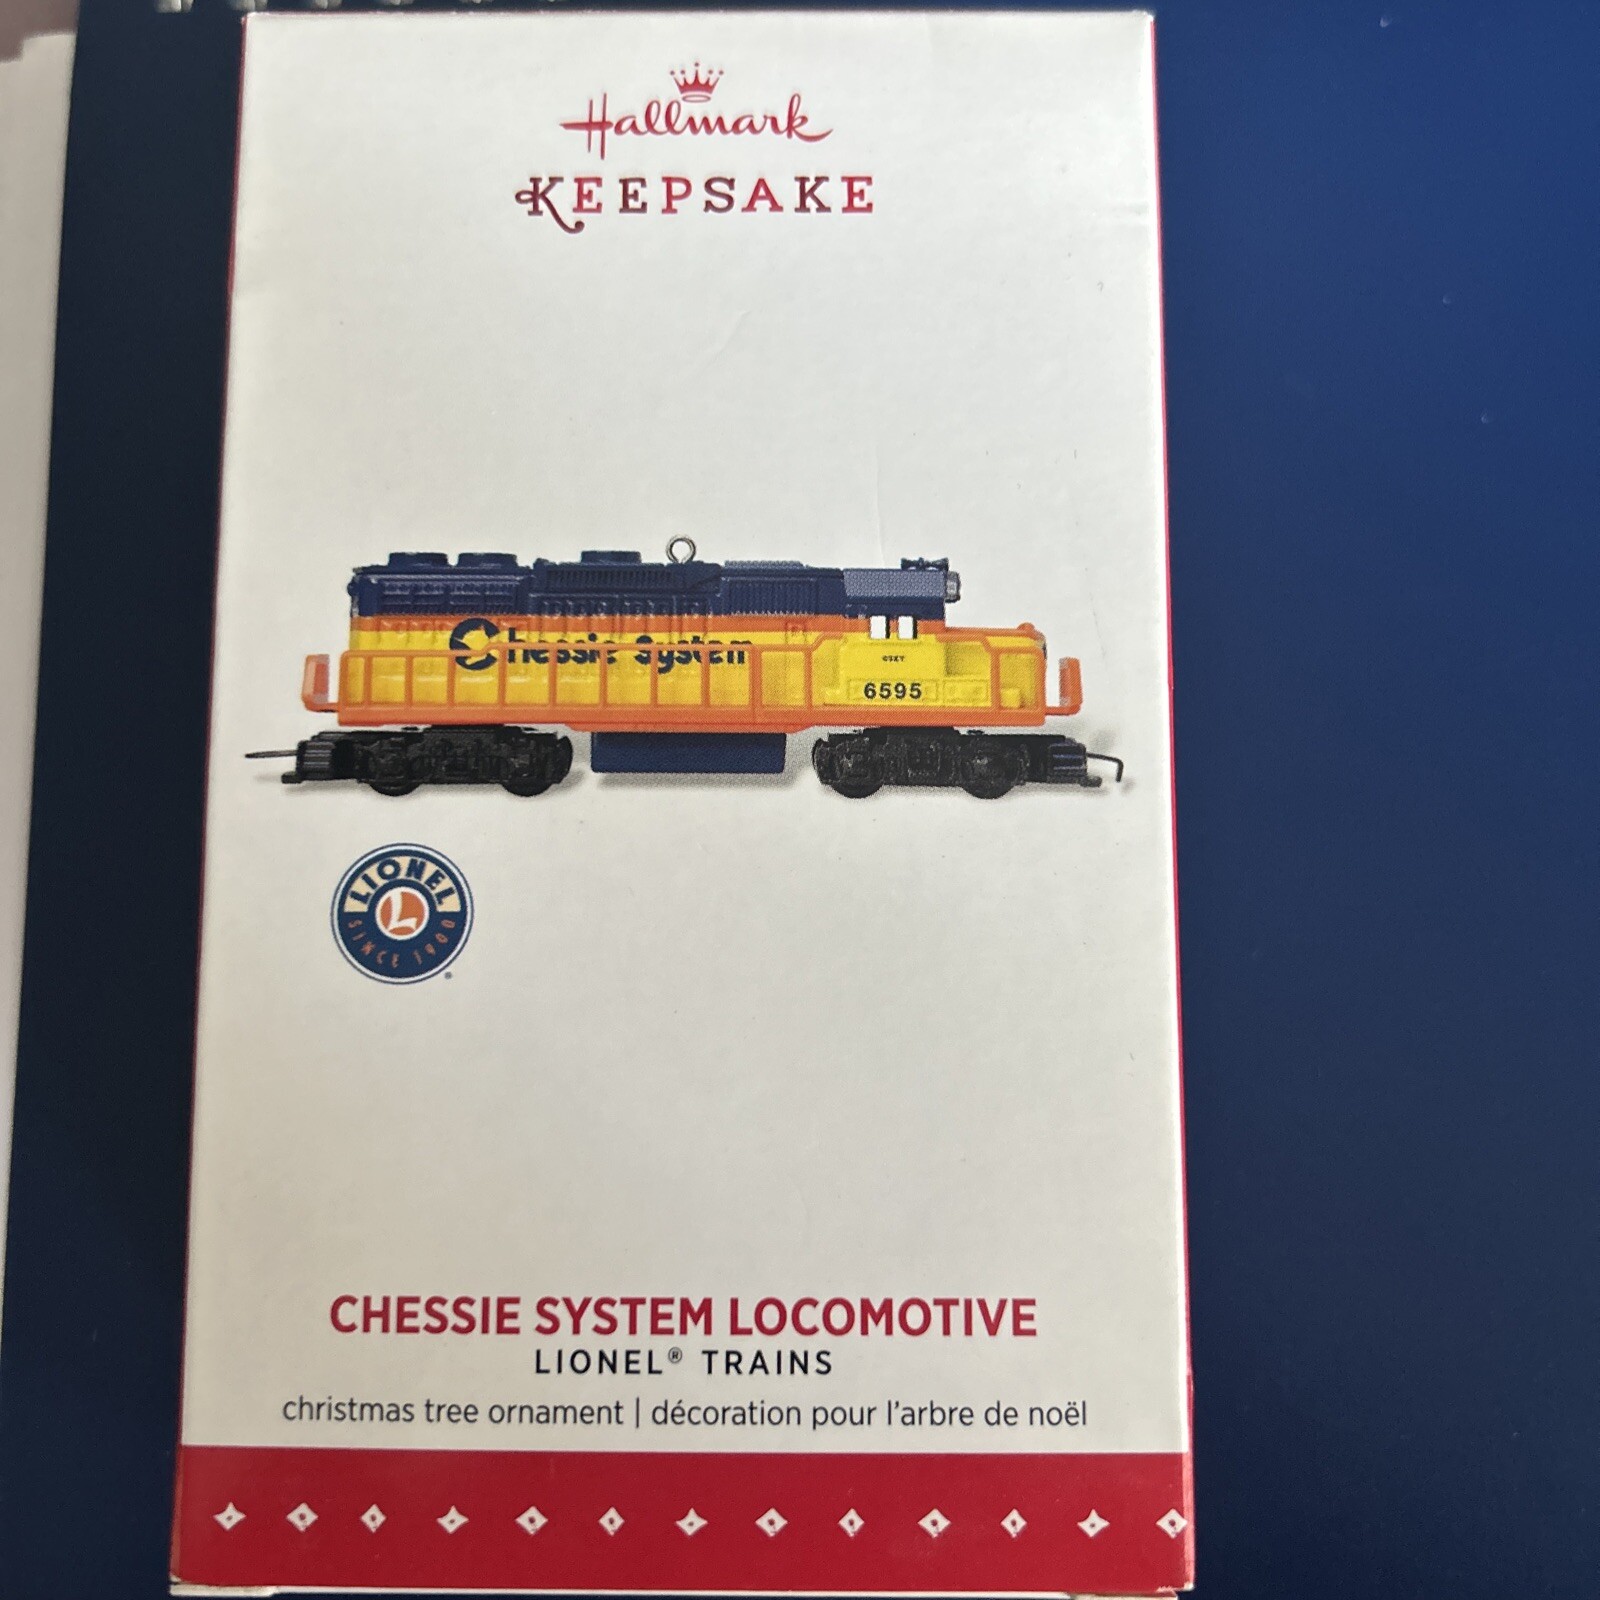 Hallmark
KEEPSAKE
Chessie System
6595
LIONEL
L
SINCE 1900
CHESSIE SYSTEM LOCOMOTIVE
LIONEL® TRAINS
christmas tree ornament | décoration pour l'arbre de noël